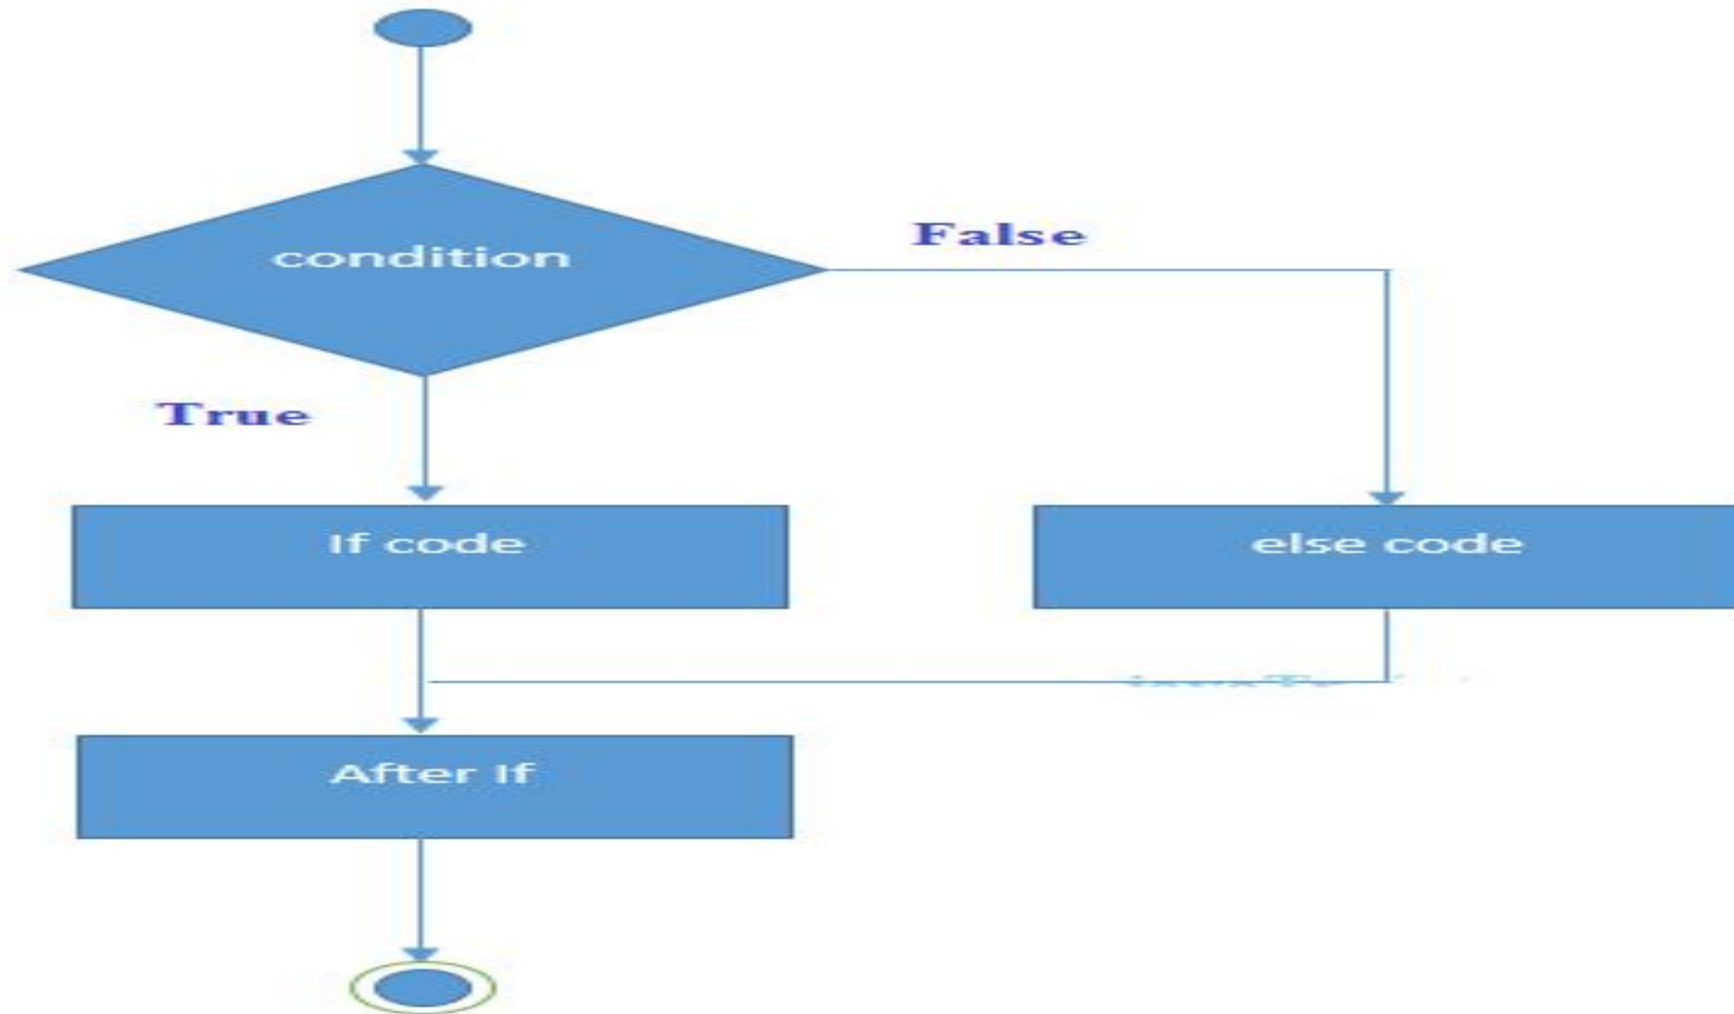 condition
False
True
If code
else code
After If